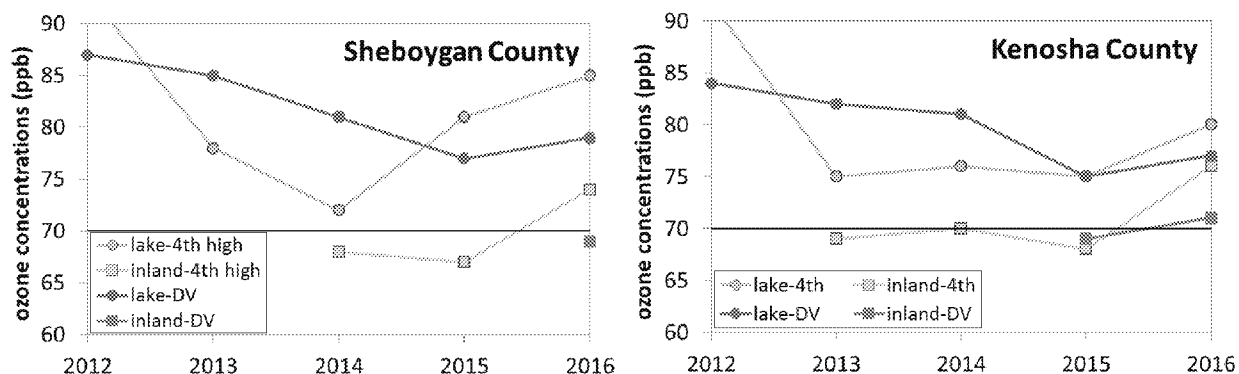 Sheboygan County
ozone concentrations (ppb)
90
85
80
75
70
65
60
lake-4th high
inland-4th high
lake-DV
inland-DV
2012 2013 2014 2015 2016
Kenosha County
ozone concentrations (ppb)
90
85
80
75
70
65
60
lake-4th inland-4th
lake-DV inland-DV
2012 2013 2014 2015 2016